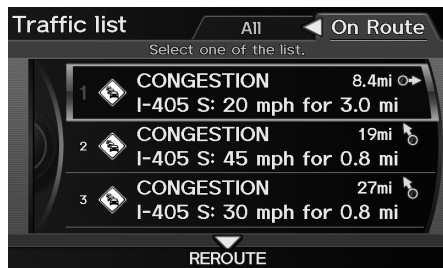 Traffic list
All
On Route
Select one of the list.
1 CONGESTION 8.4mi
I-405 S: 20 mph for 3.0 mi
2 CONGESTION 19mi
I-405 S: 45 mph for 0.8 mi
3 CONGESTION 27mi
I-405 S: 30 mph for 0.8 mi
REROUTE